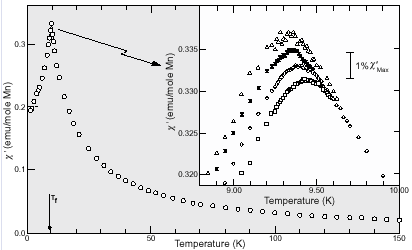 0.3
0.2
0.1
0.0
χ ' (emu/mole Mn)
τf
0
50
100
150
Temperature (K)
0.335
0.330
0.325
0.320
χ ' (emu/mole Mn)
1%χ'Max
9.00
9.50
10.00
Temperature (K)